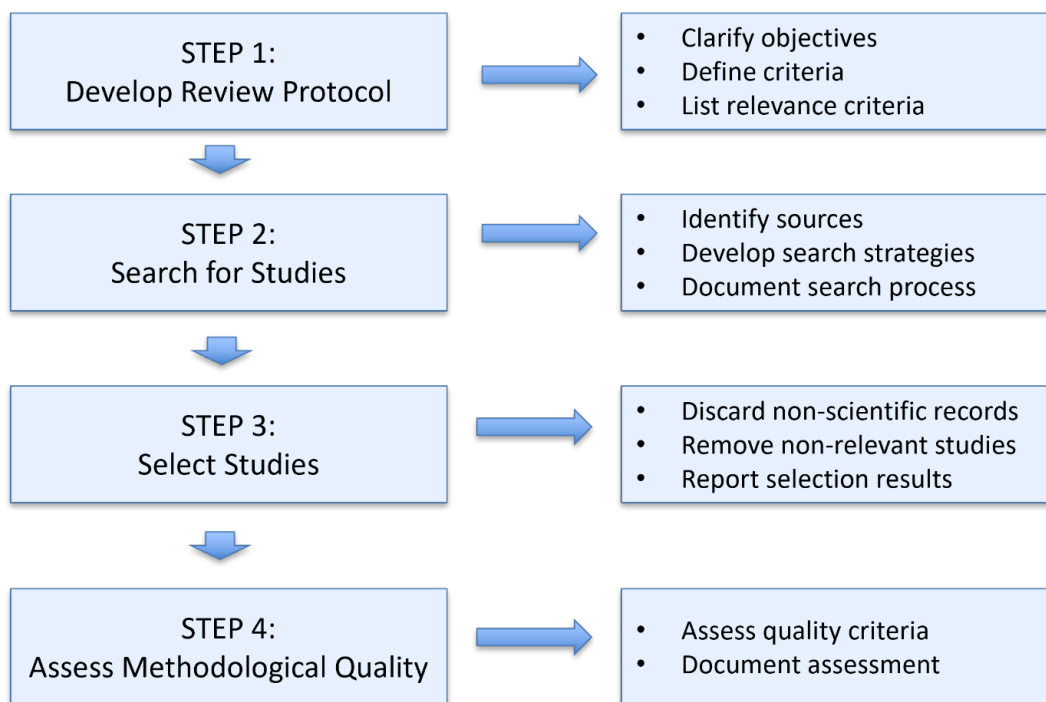 STEP 1:
Develop Review Protocol
• Clarify objectives
• Define criteria
• List relevance criteria
STEP 2:
Search for Studies
• Identify sources
• Develop search strategies
• Document search process
STEP 3:
Select Studies
• Discard non-scientific records
• Remove non-relevant studies
• Report selection results
STEP 4:
Assess Methodological Quality
• Assess quality criteria
• Document assessment